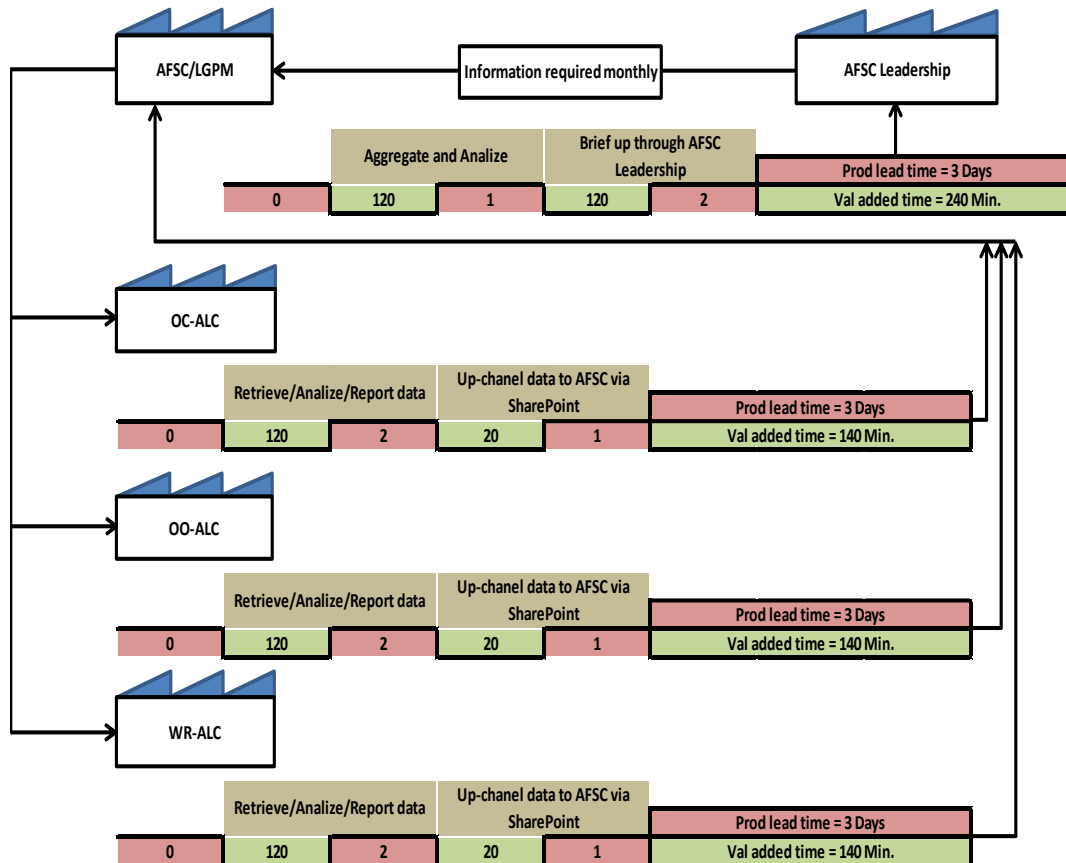 AFSC/LGPM
Information required monthly
AFSC Leadership
Aggregate and Analize
Brief up through AFSC
Leadership
Prod lead time = 3 Days
0 120 1 120 2 Val added time = 240 Min.
OC-ALC
Retrieve/Analize/Report data
Up-chanel data to AFSC via
SharePoint
Prod lead time = 3 Days
0 120 2 20 1 Val added time = 140 Min.
OO-ALC
Retrieve/Analize/Report data
Up-chanel data to AFSC via
SharePoint
Prod lead time = 3 Days
0 120 2 20 1 Val added time = 140 Min.
WR-ALC
Retrieve/Analize/Report data
Up-chanel data to AFSC via
SharePoint
Prod lead time = 3 Days
0 120 2 20 1 Val added time = 140 Min.